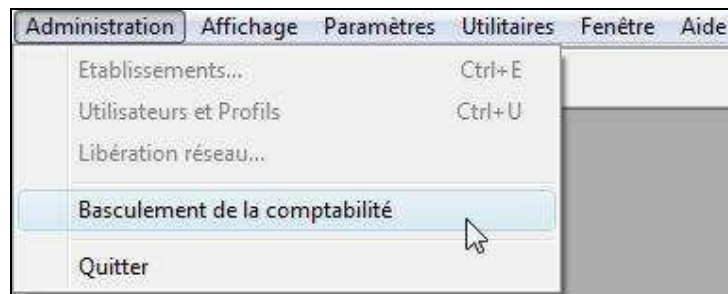 Administration Affichage Paramètres Utilitaires Fenêtre Aide
Etablissements... Ctrl+E
Utilisateurs et Profils Ctrl+U
Libération réseau...
Basculement de la comptabilité
Quitter